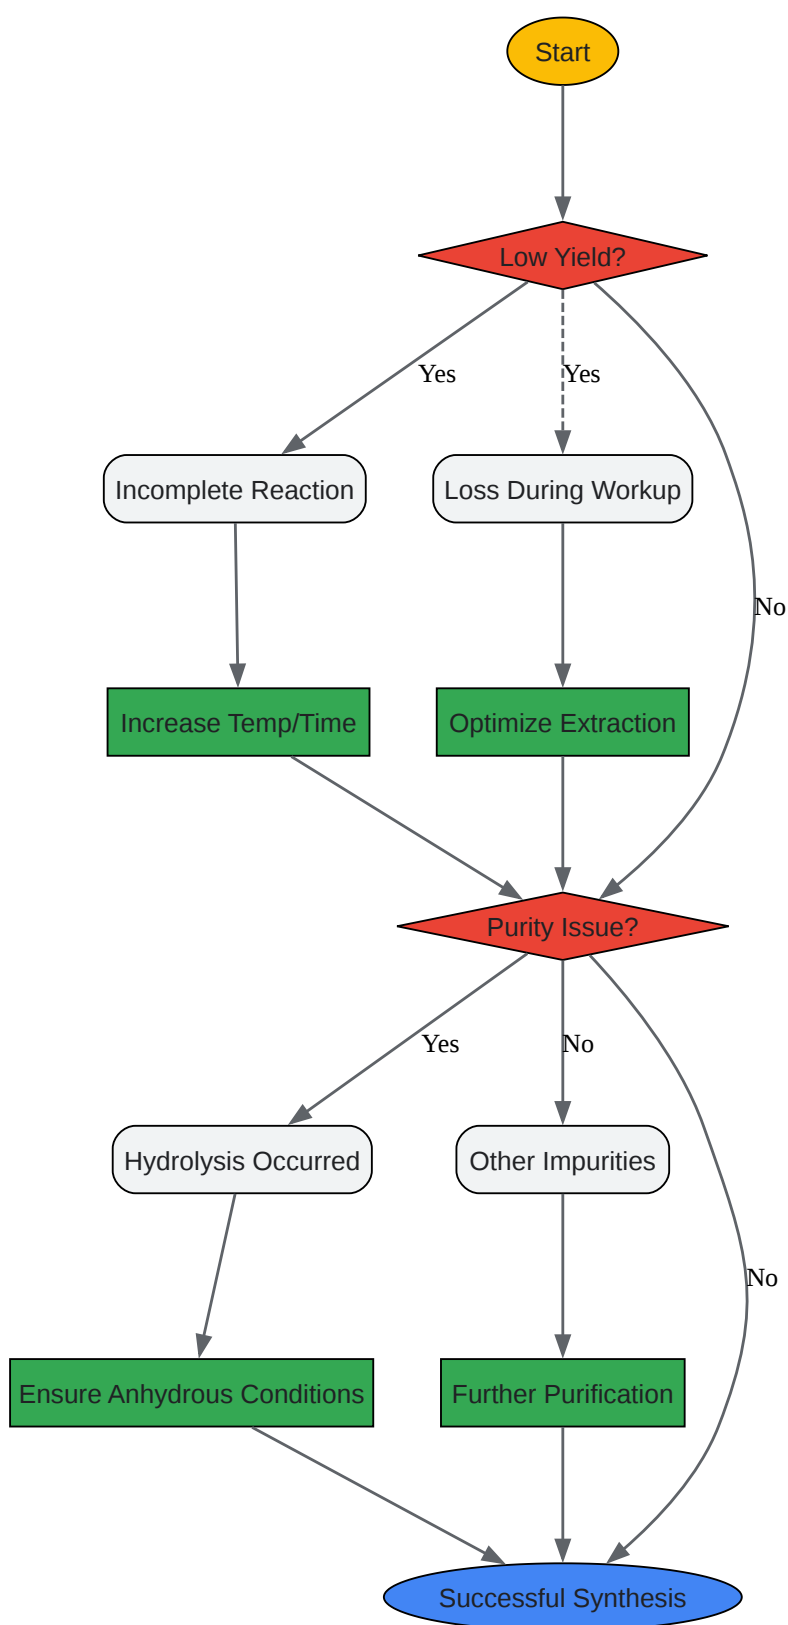 Start
Low Yield?
Yes
Yes
Incomplete Reaction
Loss During Workup
No
Increase Temp/Time
Optimize Extraction
Purity Issue?
Yes
No
Hydrolysis Occurred
Other Impurities
No
Ensure Anhydrous Conditions
Further Purification
Successful Synthesis